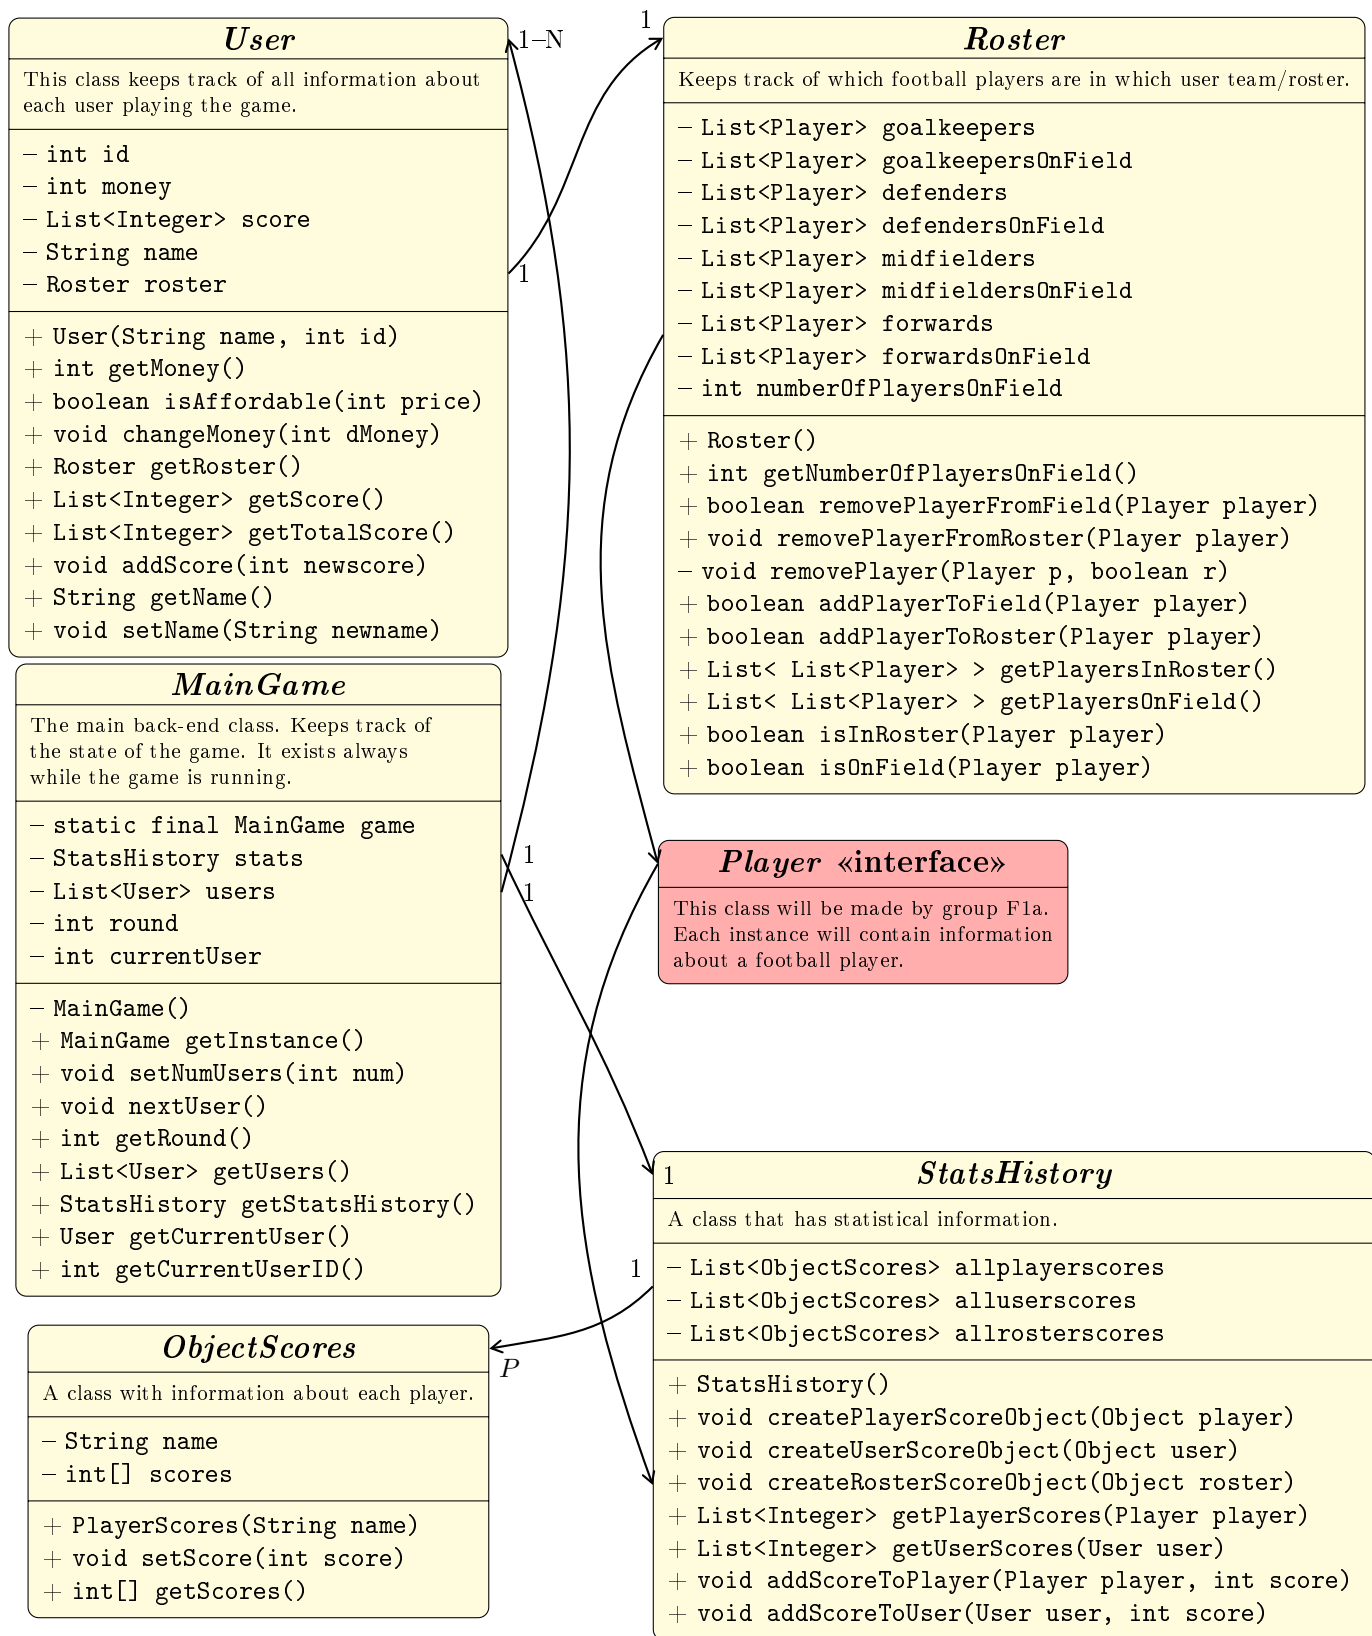 User
This class keeps track of all information about
each user playing the game.
– int id
– int money
– List<Integer> score
– String name
– Roster roster
+ User(String name, int id)
+ int getMoney()
+ boolean isAffordable(int price)
+ void changeMoney(int dMoney)
+ Roster getRoster()
+ List<Integer> getScore()
+ List<Integer> getTotalScore()
+ void addScore(int newscore)
+ String getName()
+ void setName(String newname)
1–N
1
1
Roster
Keeps track of which football players are in which user team/roster.
– List<Player> goalkeepers
– List<Player> goalkeepersOnField
– List<Player> defenders
– List<Player> defendersOnField
– List<Player> midfielders
– List<Player> midfieldersOnField
– List<Player> forwards
– List<Player> forwardsOnField
– int numberOfPlayersOnField
+ Roster()
+ int getNumberOfPlayersOnField()
+ boolean removePlayerFromField(Player player)
+ void removePlayerFromRoster(Player player)
– void removePlayer(Player p, boolean r)
+ boolean addPlayerToField(Player player)
+ boolean addPlayerToRoster(Player player)
+ List< List<Player> > getPlayersInRoster()
+ List< List<Player> > getPlayersOnField()
+ boolean isInRoster(Player player)
+ boolean isOnField(Player player)
MainGame
The main back-end class. Keeps track of
the state of the game. It exists always
while the game is running.
– static final MainGame game
– StatsHistory stats
– List<User> users
– int round
– int currentUser
– MainGame()
+ MainGame getInstance()
+ void setNumUsers(int num)
+ void nextUser()
+ int getRound()
+ List<User> getUsers()
+ StatsHistory getStatsHistory()
+ User getCurrentUser()
+ int getCurrentUserID()
1
1
Player «interface»
This class will be made by group F1a.
Each instance will contain information
about a football player.
1
StatsHistory
A class that has statistical information.
– List<ObjectScores> allplayerscores
– List<ObjectScores> alluserscores
– List<ObjectScores> allrosterscores
+ StatsHistory()
+ void createPlayerScoreObject(Object player)
+ void createUserScoreObject(Object user)
+ void createRosterScoreObject(Object roster)
+ List<Integer> getPlayerScores(Player player)
+ List<Integer> getUserScores(User user)
+ void addScoreToPlayer(Player player, int score)
+ void addScoreToUser(User user, int score)
1
P
ObjectScores
A class with information about each player.
– String name
– int[] scores
+ PlayerScores(String name)
+ void setScore(int score)
+ int[] getScores()